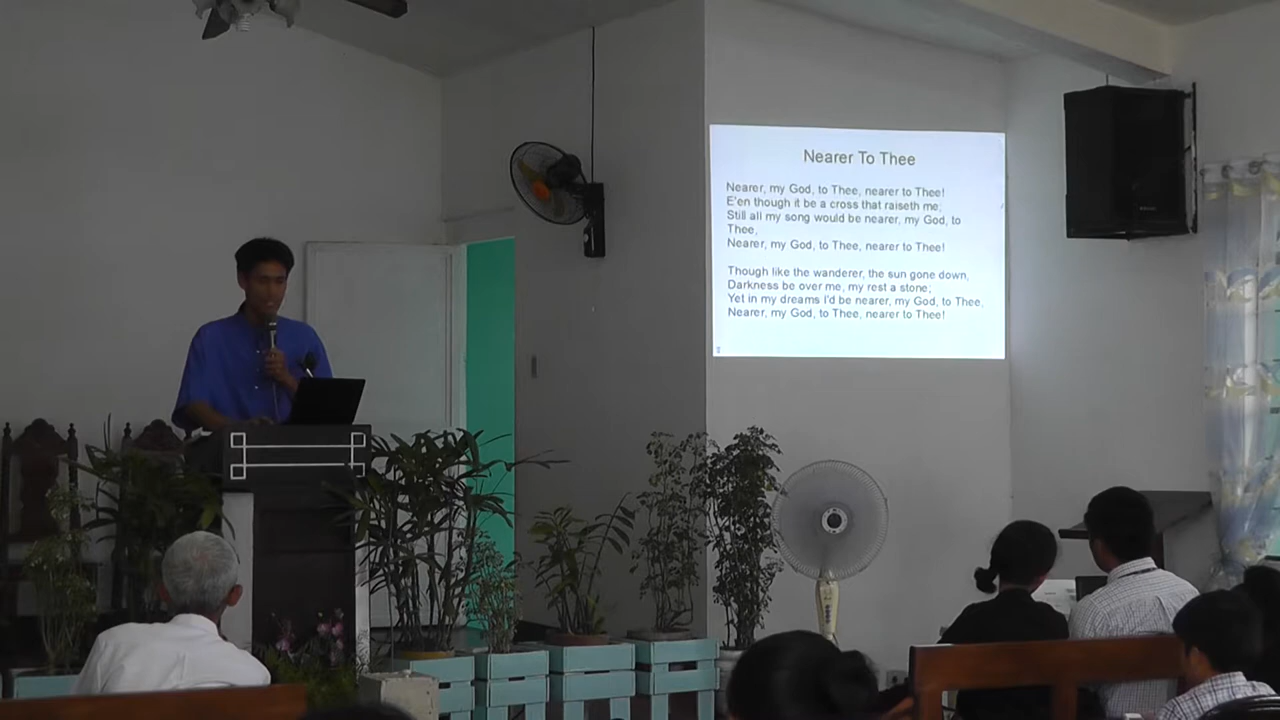 Nearer To Thee
Nearer, my God, to Thee, nearer to Thee!
E'en though it be a cross that raiseth me;
Still all my song would be nearer, my God, to
Thee,
Nearer, my God, to Thee, nearer to Thee!
Though like the wanderer, the sun gone down,
Darkness be over me, my rest a stone;
Yet in my dreams I'd be nearer, my God, to Thee,
Nearer, my God, to Thee, nearer to Thee!